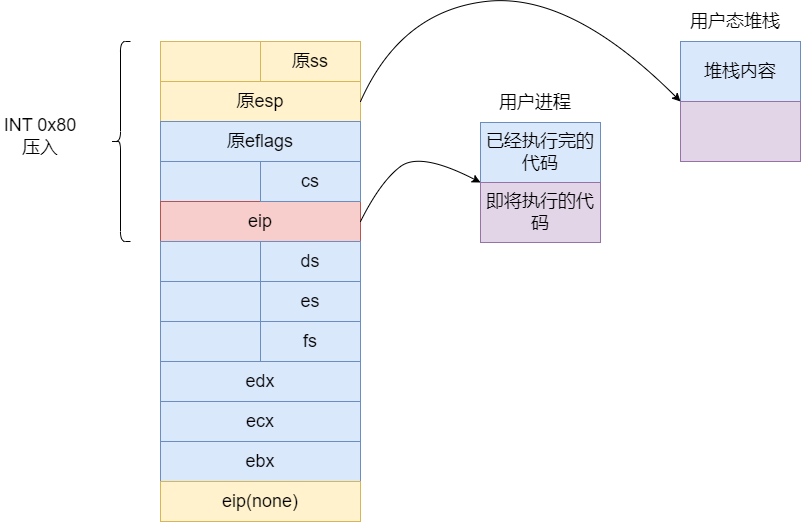 用户态堆栈
原ss
堆栈内容
原esp
用户进程
INT 0x80
压入
原eflags
已经执行完的
代码
cs
即将执行的代
码
eip
ds
es
fs
edx
ecx
ebx
eip(none)